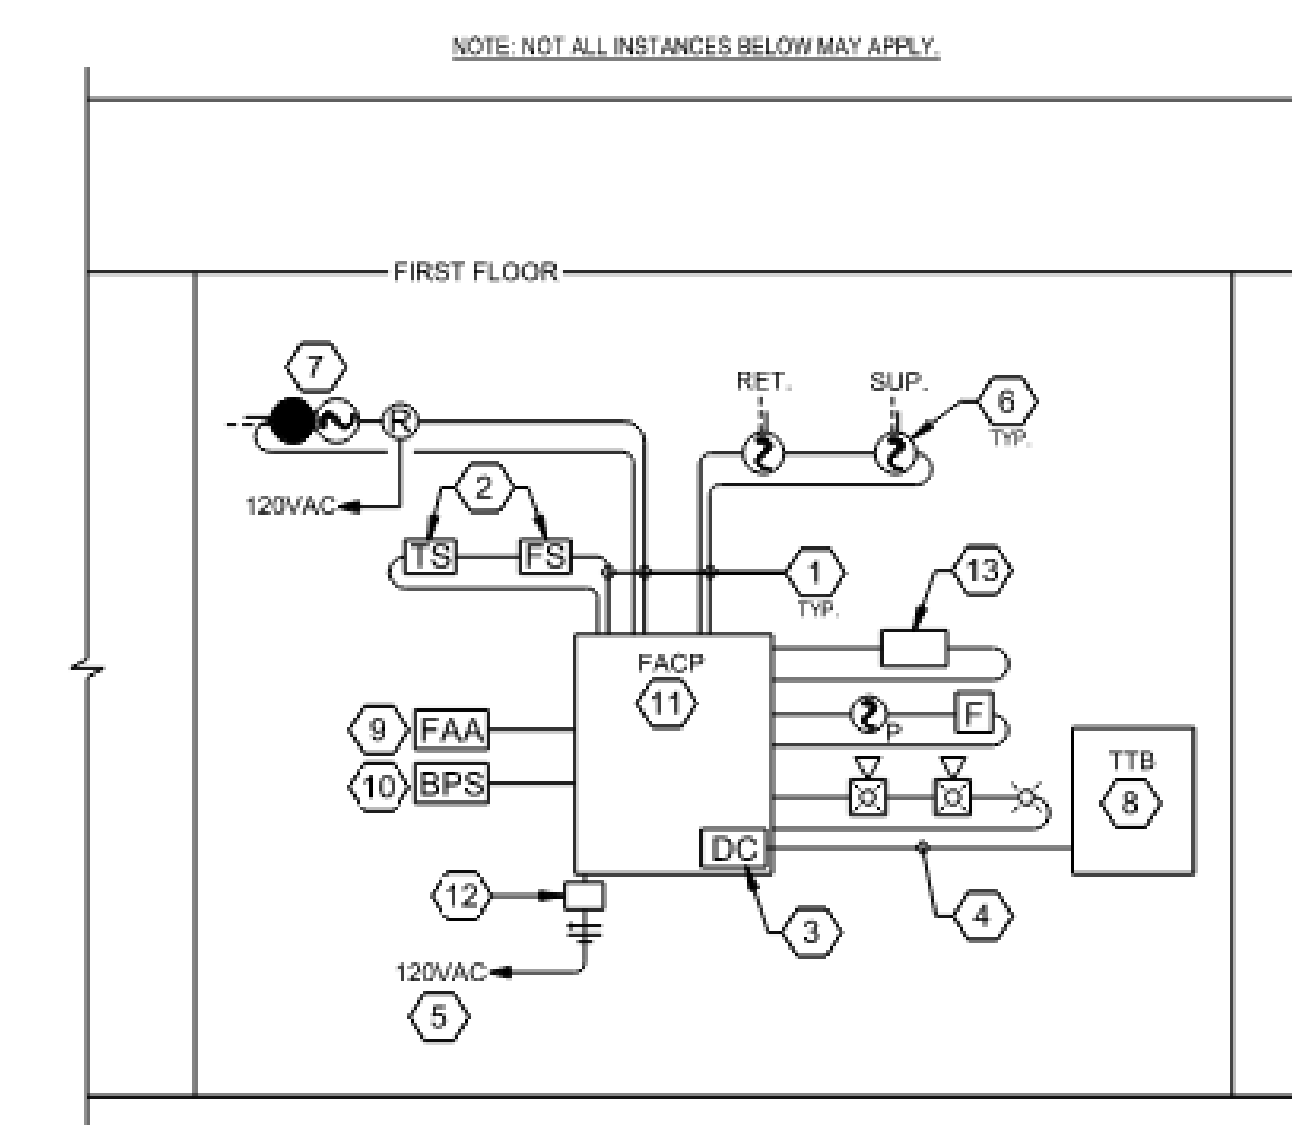 NOTE: NOT ALL INSTANCES BELOW MAY APPLY.
FIRST FLOOR
7
RET.
SUP.
6
TYP.
R
120VAC
2
TS
FS
1
TYP.
13
FACP
11
9
FAA
F
P
10
BPS
TTB
8
DC
12
3
4
120VAC
5